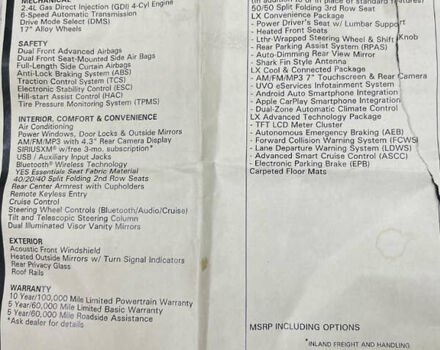 MECHANICAL
2.4L Gas Direct Injection (GDI) 4-Cyl Engine
6-Speed Automatic Transmission
Drive Mode Select (DMS)
17" Alloy Wheels
SAFETY
Dual Front Advanced Airbags
Dual Front Seat-Mounted Side Air Bags
Full-Length Side Curtain Airbags
Anti-Lock Braking System (ABS)
Traction Control System (TCS)
Electronic Stability Control (ESC)
Hill-start Assist Control (HAC)
Tire Pressure Monitoring System (TPMS)
INTERIOR, COMFORT & CONVENIENCE
Air Conditioning
Power Windows, Door Locks & Outside Mirrors
AM/FM/MP3 with 4.3" Rear Camera Display
SIRIUSXM® w/free 3-mo. subscription*
USB / Auxiliary Input Jacks
Bluetooth® Wireless Technology
YES Essentials Seat Fabric Material
40/20/40 Split Folding 2nd Row Seats
Rear Center Armrest with Cupholders
Remote Keyless Entry
Cruise Control
Steering Wheel Controls (Bluetooth/Audio/Cruise)
Tilt and Telescopic Steering Column
Dual Illuminated Visor Vanity Mirrors
EXTERIOR
Acoustic Front Windshield
Heated Outside Mirrors w/ Turn Signal Indicators
Rear Privacy Glass
Roof Rails
WARRANTY
10 Year/100,000 Mile Limited Powertrain Warranty
5 Year/60,000 Mile Limited Basic Warranty
5 Year/60,000 Mile Roadside Assistance
*Ask dealer for details
(In addition to or in place of standard features)
50/50 Split Folding 3rd Row Seat
LX Convenience Package
- Power Driver's Seat w/ Lumbar Support
- Heated Front Seats
- Lthr-Wrapped Steering Wheel & Shift Knob
- Rear Parking Assist System (RPAS)
- Auto-Dimming Rear View Mirror
- Shark Fin Style Antenna
LX Cool & Connected Package
- AM/FM/MP3 7" Touchscreen & Rear Camera
- UVO eServices Infotainment System
- Android Auto Smartphone Integration
- Apple CarPlay Smartphone Integration
- Dual-Zone Automatic Climate Control
LX Advanced Technology Package
- TFT LCD Meter Cluster
- Autonomous Emergency Braking (AEB)
- Forward Collision Warning System (FCWS)
- Lane Departure Warning System (LDWS)
- Advanced Smart Cruise Control (ASCC)
- Electronic Parking Brake (EPB)
Carpeted Floor Mats
MSRP INCLUDING OPTIONS
*INLAND FREIGHT AND HANDLING